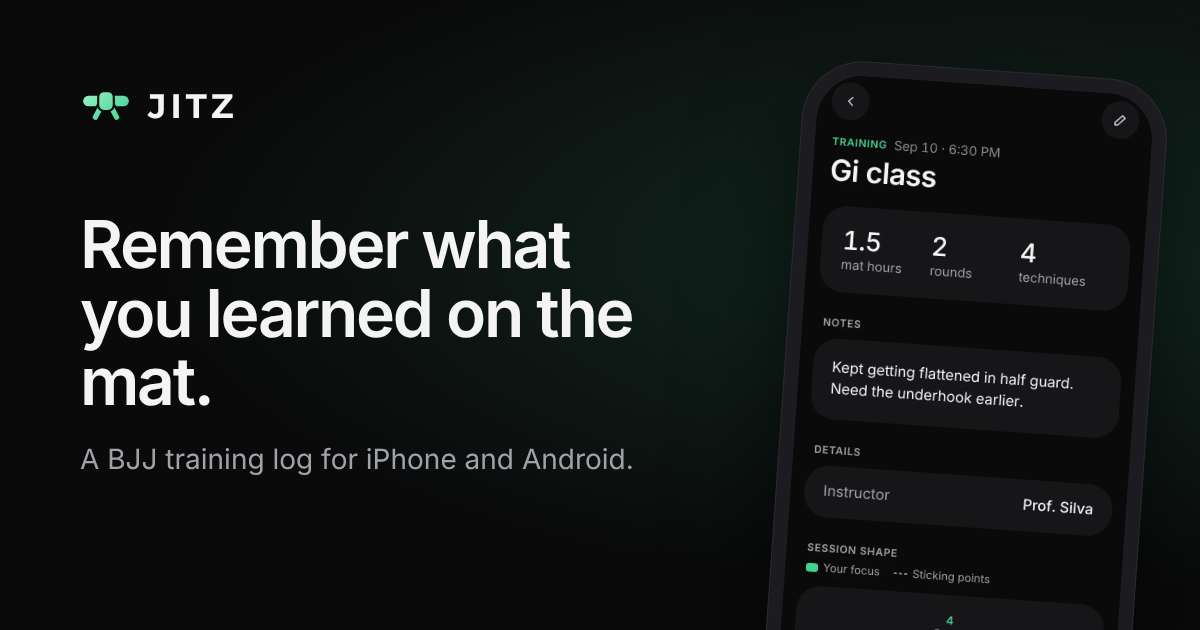 JITZ
Remember what
you learned on the
mat.
A BJJ training log for iPhone and Android.
TRAINING Sep 10 · 6:30 PM
Gi class
1.5 2 4
mat hours rounds techniques
NOTES
Kept getting flattened in half guard.
Need the underhook earlier.
DETAILS
Instructor Prof. Silva
SESSION SHAPE
Your focus --- Sticking points
4